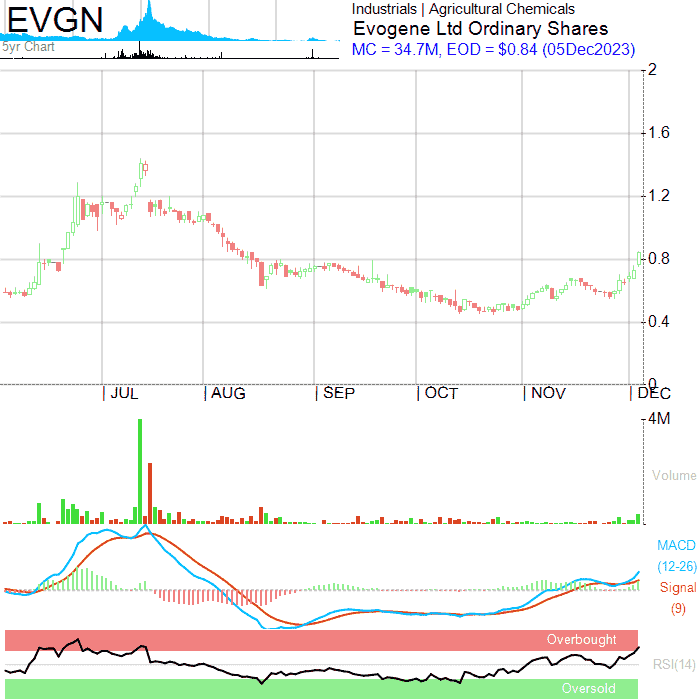 EVGN
5yr Chart
Industrials | Agricultural Chemicals
Evogene Ltd Ordinary Shares
MC = 34.7M, EOD = $0.84 (05Dec2023)
2
1.6
1.2
0.8
0.4
0
JUL AUG SEP OCT NOV DEC
4M
Volume
MACD
(12-26)
Signal
(9)
Overbought
RSI(14)
Oversold